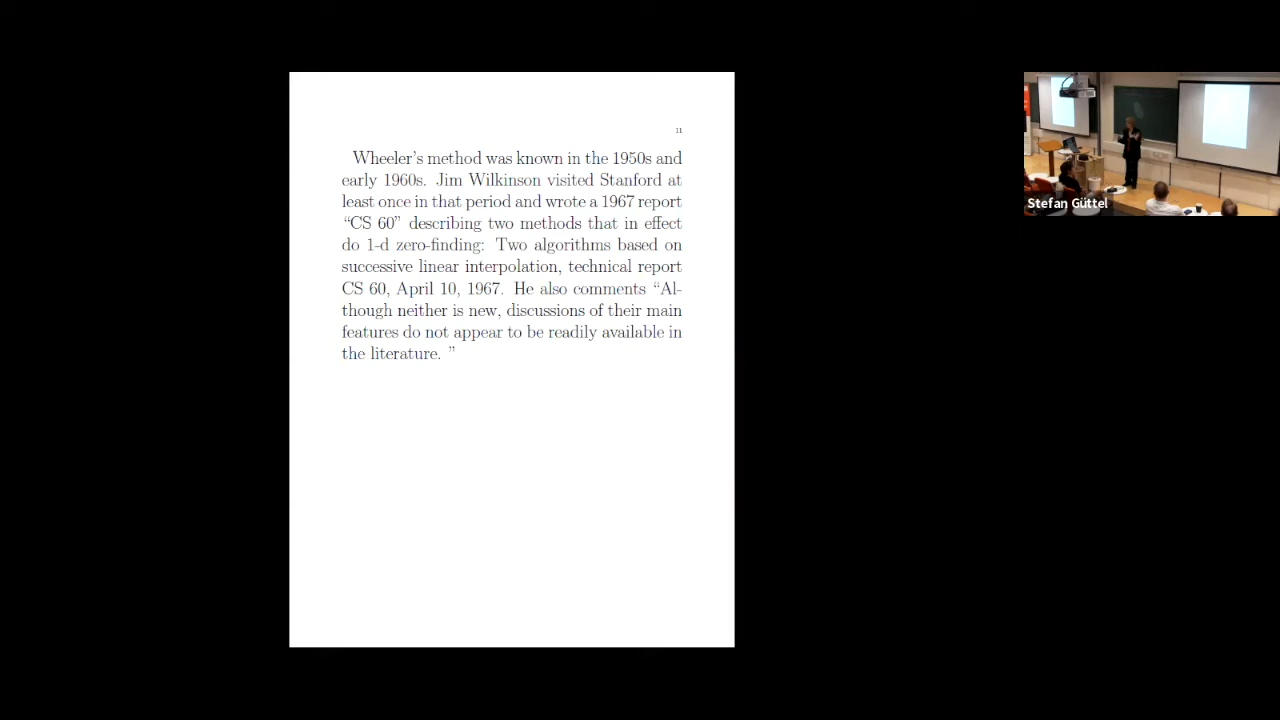 11
Wheeler's method was known in the 1950s and
early 1960s. Jim Wilkinson visited Stanford at
least once in that period and wrote a 1967 report
“CS 60” describing two methods that in effect
do 1-d zero-finding: Two algorithms based on
successive linear interpolation, technical report
CS 60, April 10, 1967. He also comments “Al-
though neither is new, discussions of their main
features do not appear to be readily available in
the literature. ”
Stefan Güttel